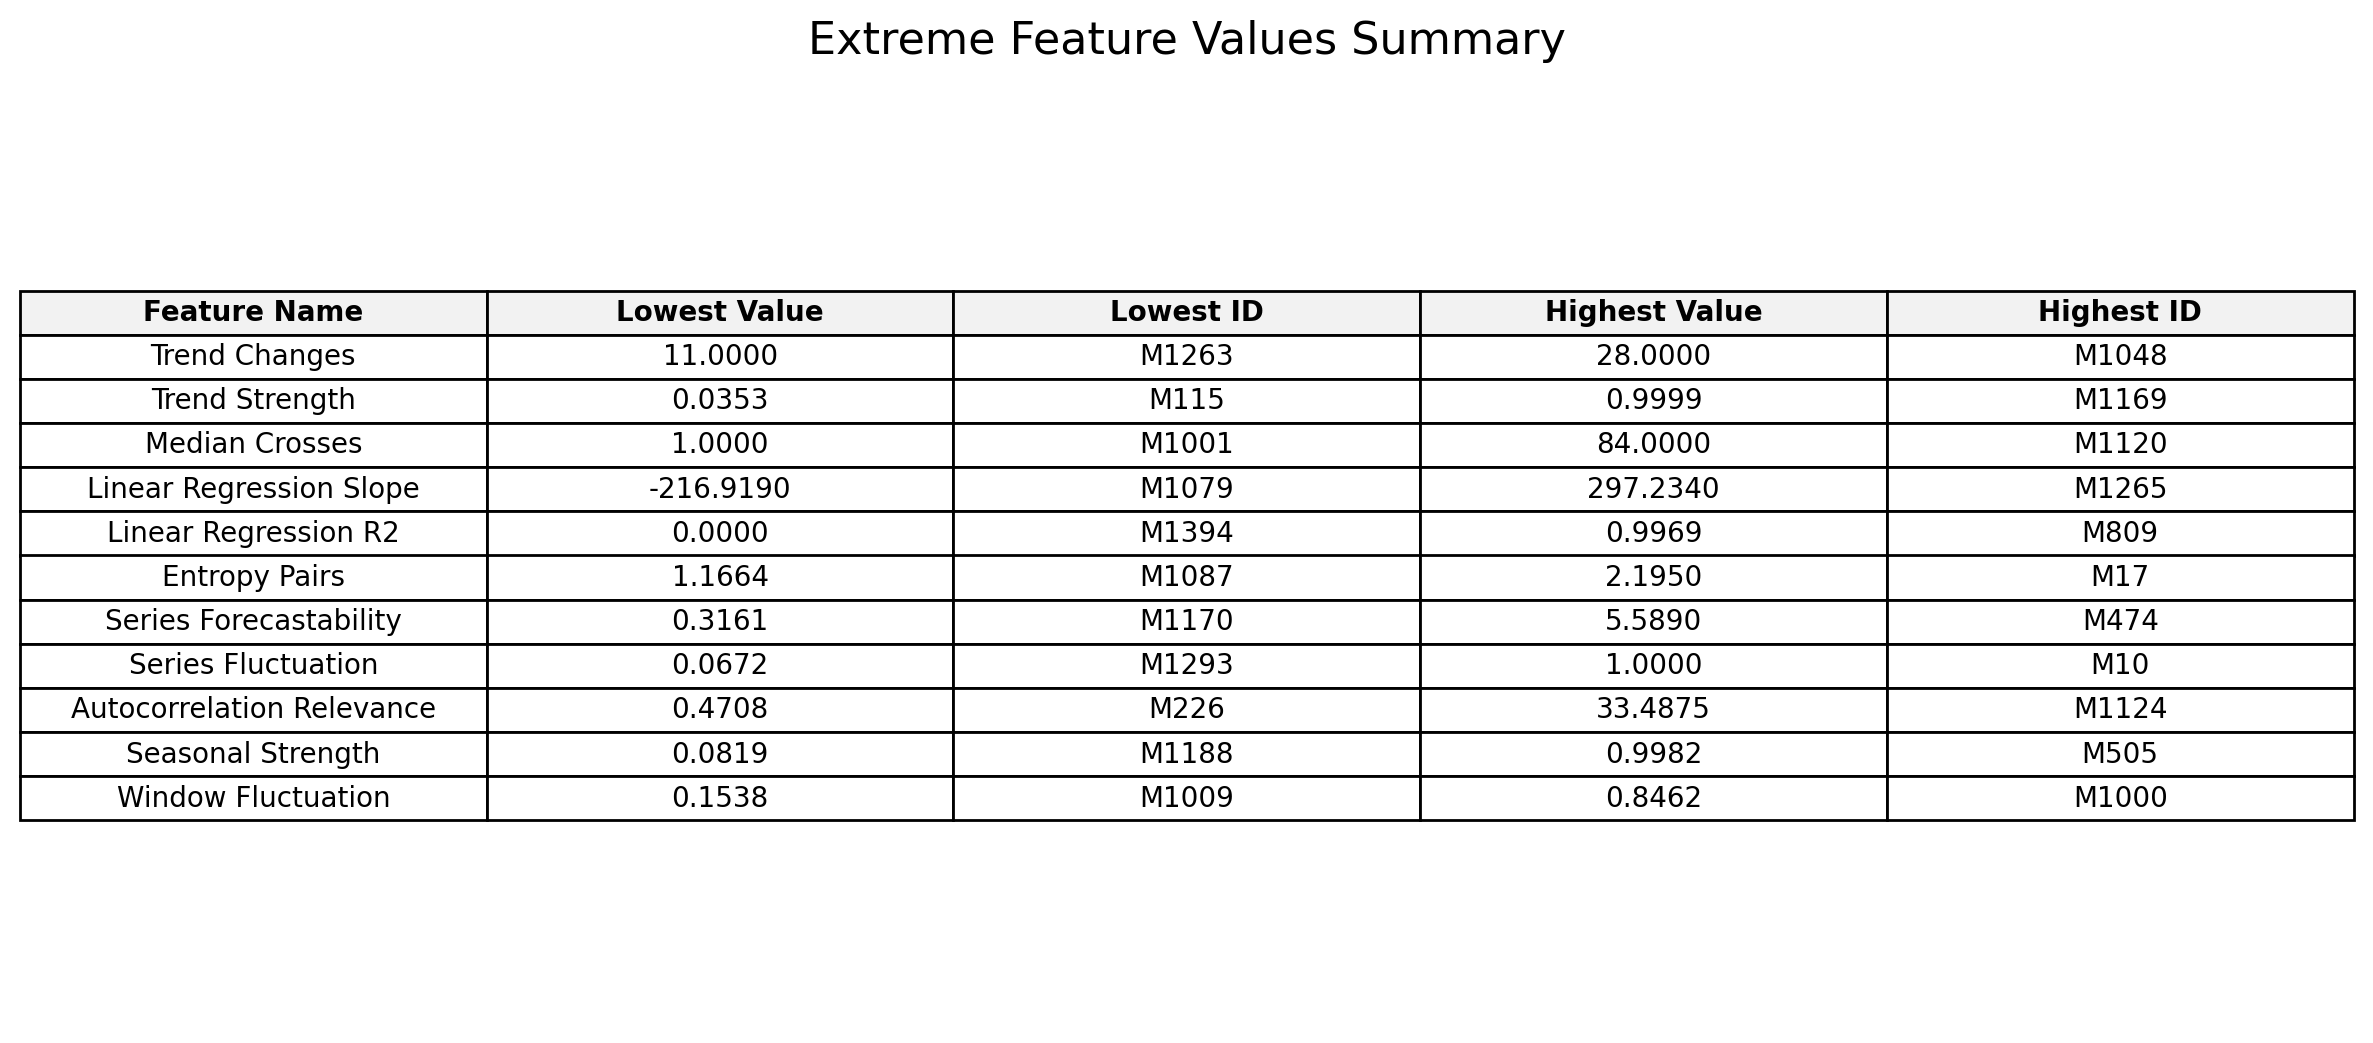 Extreme Feature Values Summary
Feature Name Lowest Value Lowest ID Highest Value Highest ID
Trend Changes 11.0000 M1263 28.0000 M1048
Trend Strength 0.0353 M115 0.9999 M1169
Median Crosses 1.0000 M1001 84.0000 M1120
Linear Regression Slope -216.9190 M1079 297.2340 M1265
Linear Regression R2 0.0000 M1394 0.9969 M809
Entropy Pairs 1.1664 M1087 2.1950 M17
Series Forecastability 0.3161 M1170 5.5890 M474
Series Fluctuation 0.0672 M1293 1.0000 M10
Autocorrelation Relevance 0.4708 M226 33.4875 M1124
Seasonal Strength 0.0819 M1188 0.9982 M505
Window Fluctuation 0.1538 M1009 0.8462 M1000